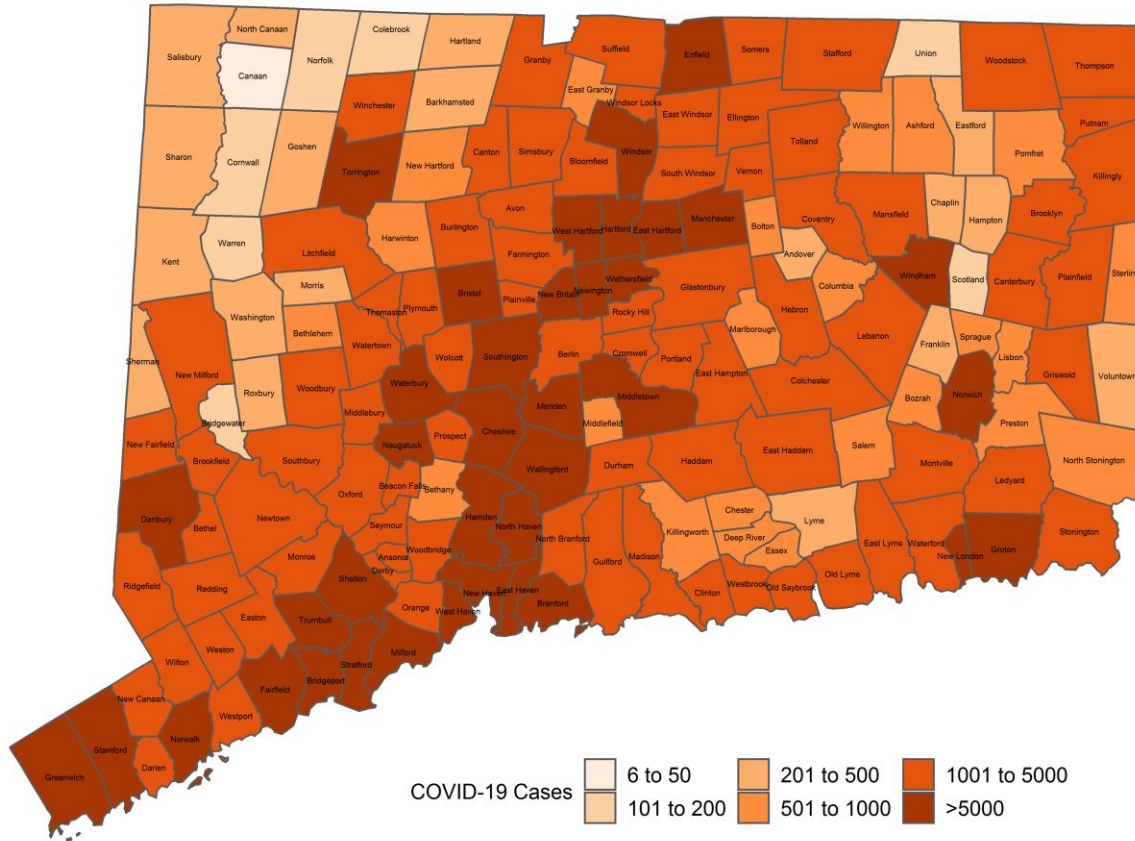 Salisbury
North Canaan
Canaan
Norfolk
Colebrook
Hartland
Granby
Suffield
Enfield
Somers
Stafford
Union
Woodstock
Thompson
East Granby
Windsor Locks
Winchester
Barkhamsted
East Windsor
Ellington
Willington
Ashford
Eastford
Putnam
Sharon
Cornwall
Goshen
Torrington
New Hartford
Canton
Simsbury
Bloomfield
Windsor
South Windsor
Vernon
Tolland
Pomfret
Killingly
Avon
Kent
Warren
Litchfield
Harwinton
Burlington
Farmington
West Hartford
Hartford
East Hartford
Manchester
Bolton
Coventry
Mansfield
Chaplin
Hampton
Brooklyn
Andover
Morris
Bristol
Plainville
New Britain
Newington
Wethersfield
Glastonbury
Columbia
Windham
Scotland
Canterbury
Plainfield
Sterlin
Washington
Bethlehem
Thomaston
Plymouth
Rocky Hill
Marlborough
Hebron
Lebanon
Watertown
Wolcott
Southington
Berlin
Cromwell
Portland
East Hampton
Franklin
Sprague
Lisbon
Griswold
Voluntown
Sherman
New Milford
Roxbury
Woodbury
Waterbury
Cheshire
Meriden
Middletown
Colchester
Bozrah
Norwich
Preston
Bridgewater
Middlebury
Naugatuck
Prospect
Middlefield
New Fairfield
Brookfield
Southbury
Oxford
Beacon Falls
Bethany
Wallingford
Durham
Haddam
East Haddam
Salem
Montville
North Stonington
Danbury
Bethel
Newtown
Seymour
Woodbridge
Hamden
North Haven
North Branford
Guilford
Madison
Killingworth
Chester
Deep River
Essex
Lyme
East Lyme
Waterford
New London
Groton
Ledyard
Stonington
Ridgefield
Redding
Monroe
Ansonia
Derby
Shelton
Orange
West Haven
New Haven
East Haven
Branford
Clinton
Westbrook
Old Saybrook
Old Lyme
Easton
Trumbull
Milford
Wilton
Weston
Fairfield
Bridgeport
Stratford
New Canaan
Westport
Greenwich
Stamford
Darien
Norwalk
COVID-19 Cases
6 to 50
101 to 200
201 to 500
501 to 1000
1001 to 5000
>5000